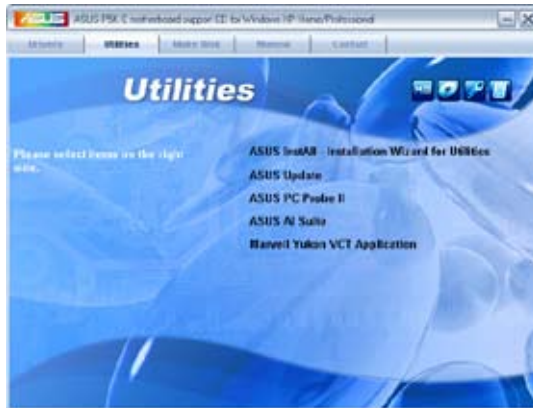 ASUS P5K C motherboard support CD for Windows XP Home/Professional
Drivers Utilities Make Disk Manual Contact
Utilities
Please select items on the right
side.
ASUS InstAll - Installation Wizard for Utilities
ASUS Update
ASUS PC Probe II
ASUS AI Suite
Marvell Yukon VCT Application